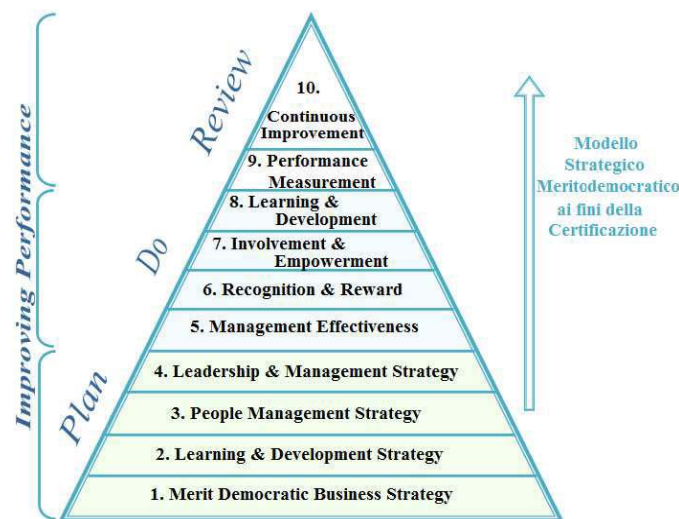 Improving Performance
Review
Do
Plan
10.
Continuous
Improvement
9. Performance
Measurement
8. Learning &
Development
7. Involvement &
Empowerment
6. Recognition & Reward
5. Management Effectiveness
4. Leadership & Management Strategy
3. People Management Strategy
2. Learning & Development Strategy
1. Merit Democratic Business Strategy
Modello
Strategico
Meritodemocratico
ai fini della
Certificazione